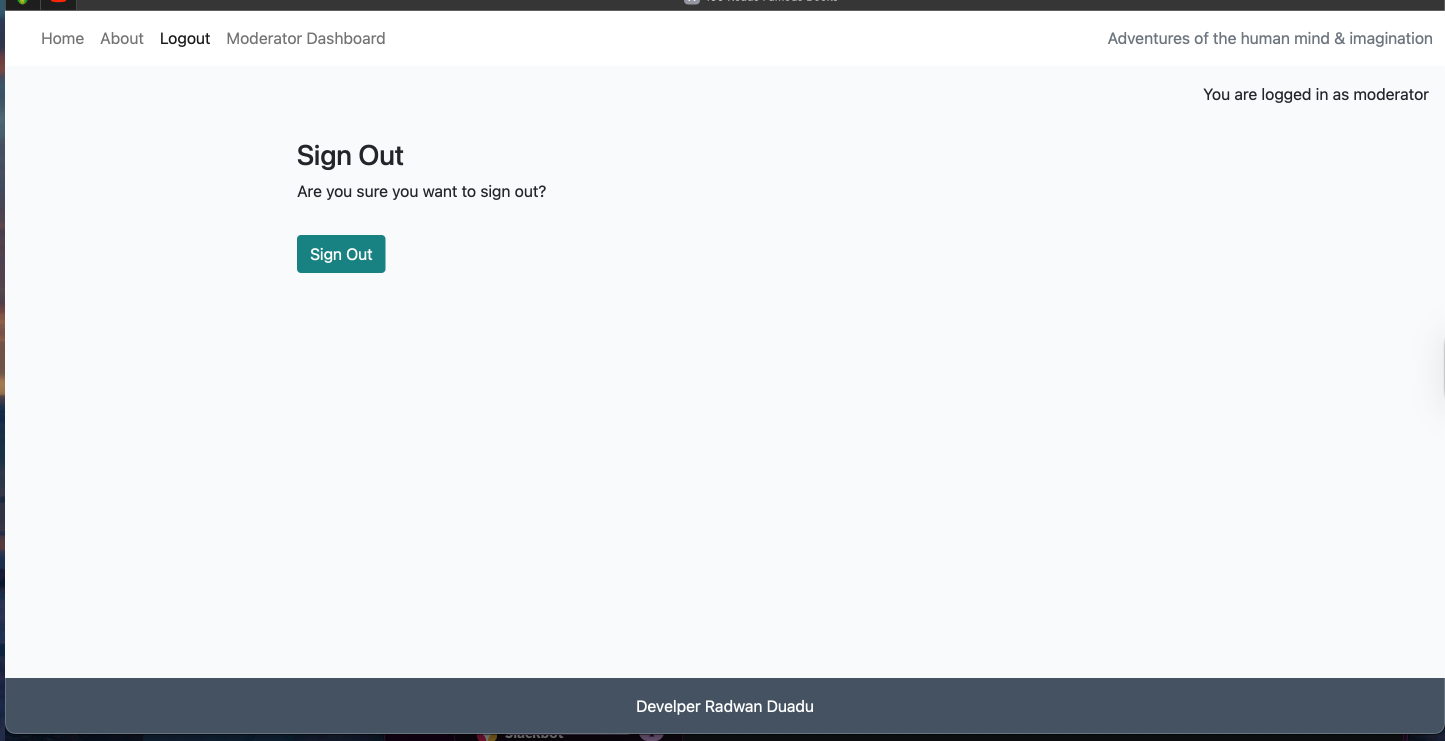 Home About Logout Moderator Dashboard Adventures of the human mind & imagination
You are logged in as moderator
Sign Out
Are you sure you want to sign out?
Sign Out
Develper Radwan Duadu